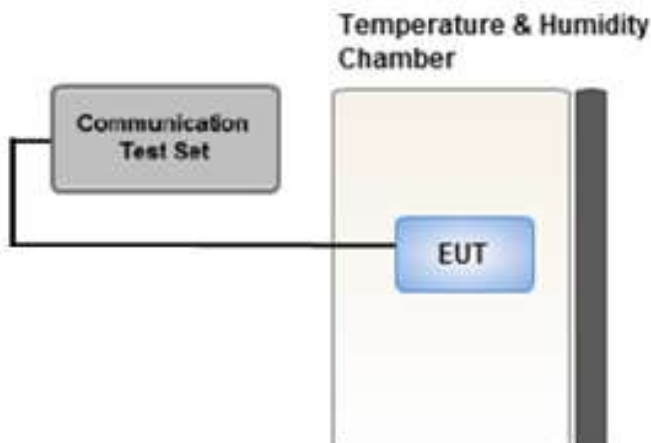 Temperature & Humidity
Chamber
Communication
Test Set
EUT